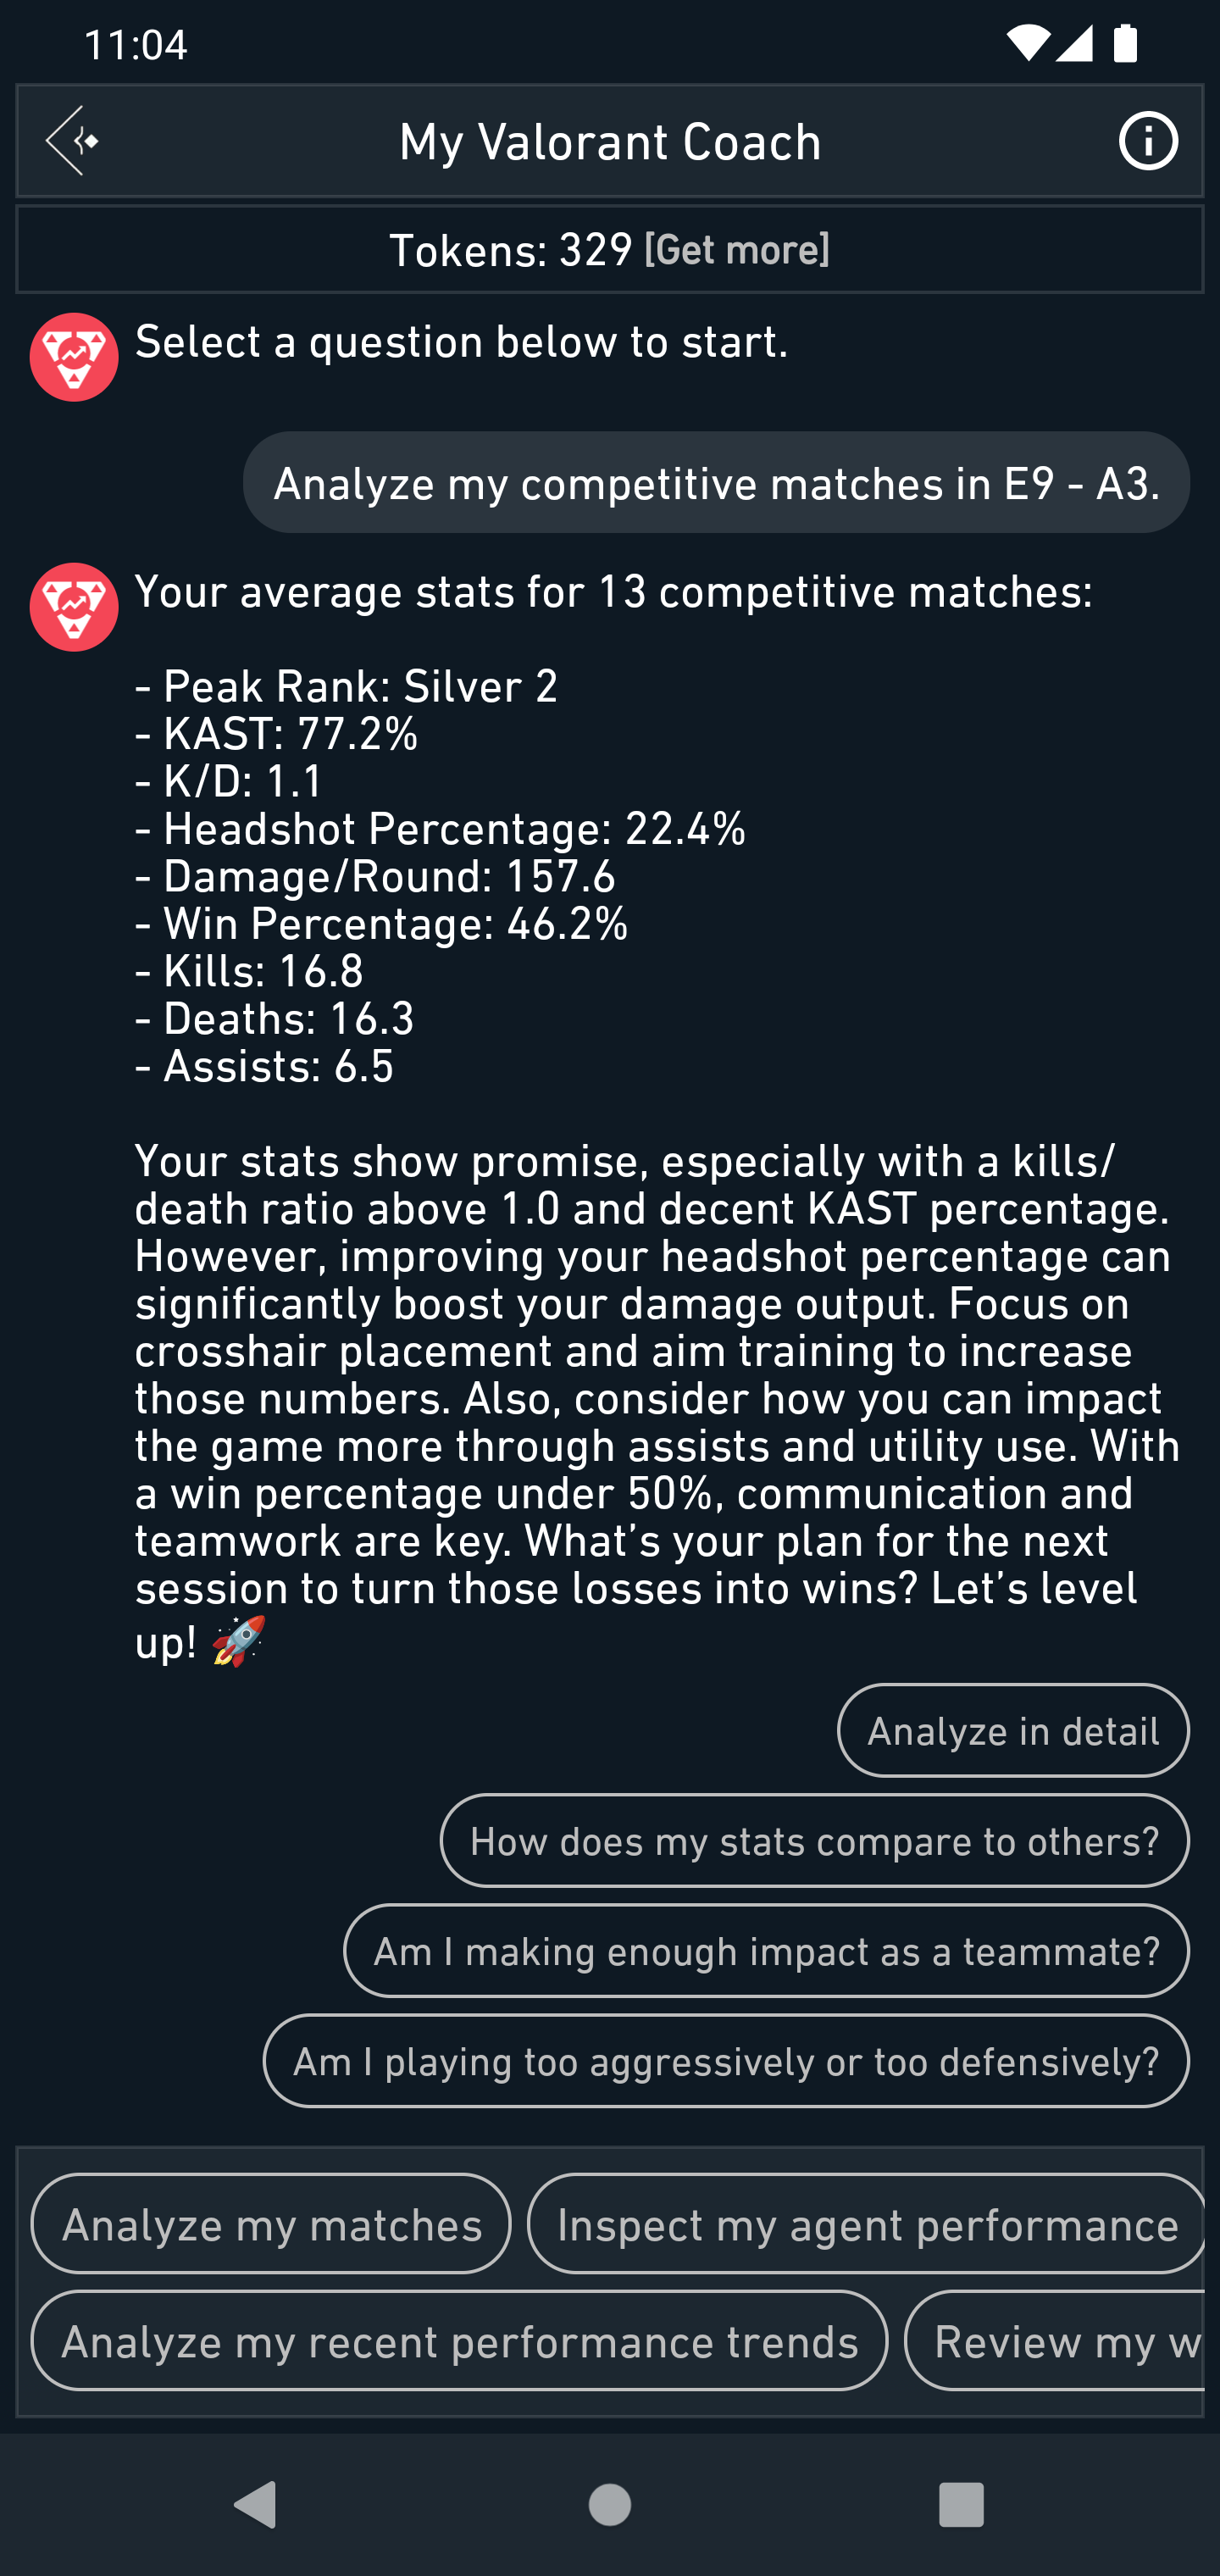 11:04
My Valorant Coach
Tokens: 329 [Get more]
Select a question below to start.
Analyze my competitive matches in E9 - A3.
Your average stats for 13 competitive matches:
- Peak Rank: Silver 2
- KAST: 77.2%
- K/D: 1.1
- Headshot Percentage: 22.4%
- Damage/Round: 157.6
- Win Percentage: 46.2%
- Kills: 16.8
- Deaths: 16.3
- Assists: 6.5
Your stats show promise, especially with a kills/
death ratio above 1.0 and decent KAST percentage.
However, improving your headshot percentage can
significantly boost your damage output. Focus on
crosshair placement and aim training to increase
those numbers. Also, consider how you can impact
the game more through assists and utility use. With
a win percentage under 50%, communication and
teamwork are key. What's your plan for the next
session to turn those losses into wins? Let's level
up! 🚀
Analyze in detail
How does my stats compare to others?
Am I making enough impact as a teammate?
Am I playing too aggressively or too defensively?
Analyze my matches
Inspect my agent performance
Analyze my recent performance trends
Review my w